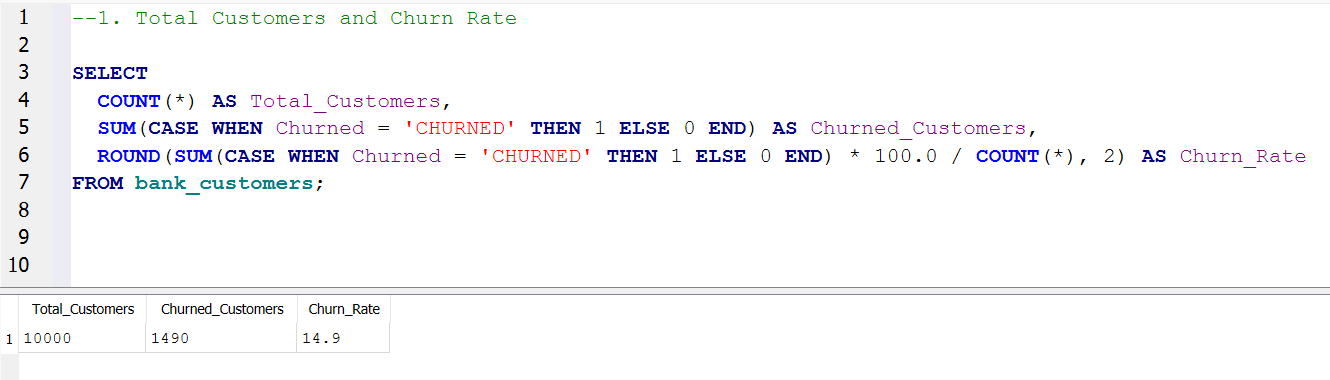 1 --1. Total Customers and Churn Rate
2
3 SELECT
4 COUNT(*) AS Total_Customers,
5 SUM(CASE WHEN Churned = 'CHURNED' THEN 1 ELSE 0 END) AS Churned_Customers,
6 ROUND(SUM(CASE WHEN Churned = 'CHURNED' THEN 1 ELSE 0 END) * 100.0 / COUNT(*), 2) AS Churn_Rate
7 FROM bank_customers;
8
9
10
Total_Customers Churned_Customers Churn_Rate
1 10000 1490 14.9